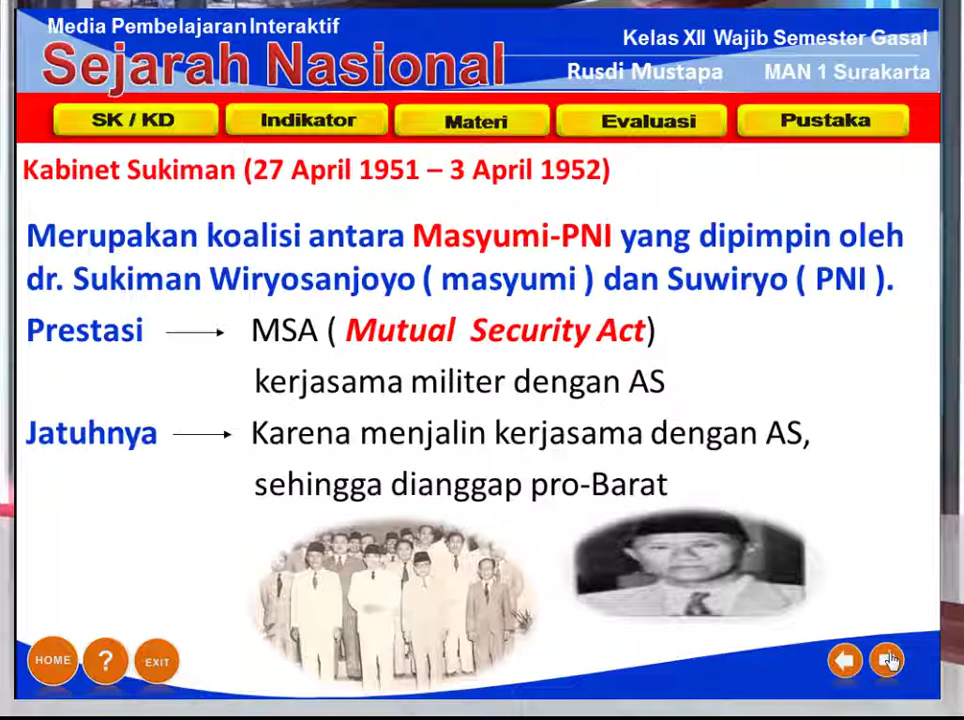 Media Pembelajaran Interaktif
Sejarah Nasional
Kelas XII Wajib Semester Gasal
Rusdi Mustapa MAN 1 Surakarta
SK / KD Indikator Materi Evaluasi Pustaka
Kabinet Sukiman (27 April 1951 – 3 April 1952)
Merupakan koalisi antara Masyumi-PNI yang dipimpin oleh
dr. Sukiman Wiryosanjoyo ( masyumi ) dan Suwiryo ( PNI ).
Prestasi MSA ( Mutual Security Act)
kerjasama militer dengan AS
Jatuhnya Karena menjalin kerjasama dengan AS,
sehingga dianggap pro-Barat
HOME ? EXIT